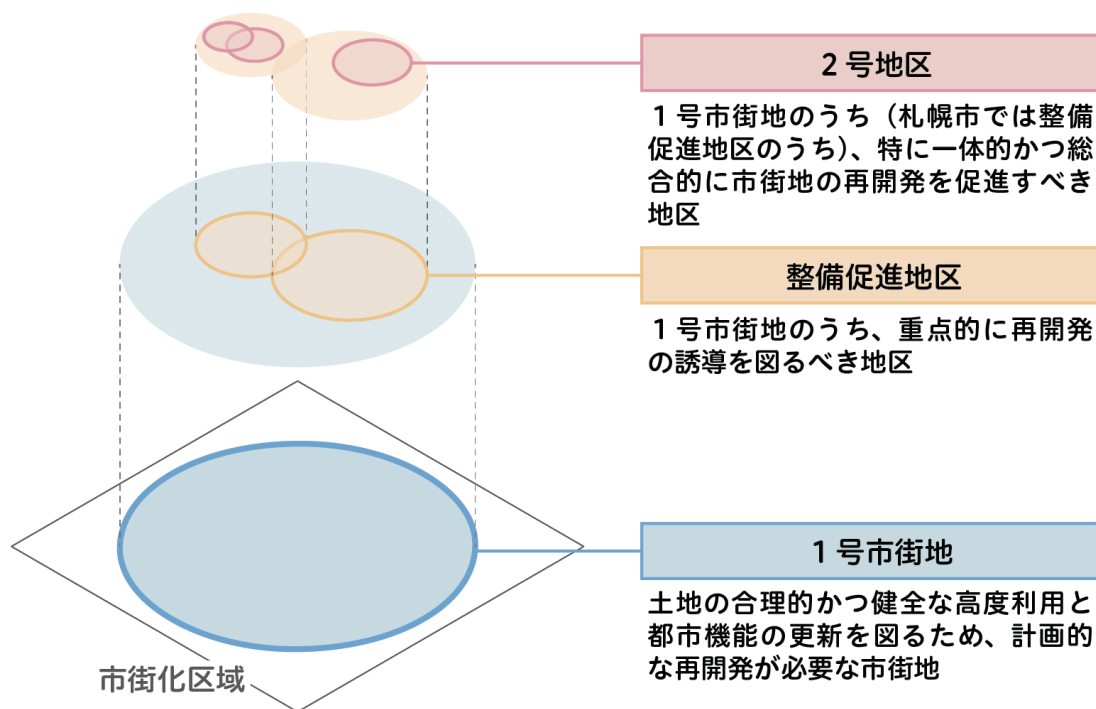 2号地区
1号市街地のうち（札幌市では整備
促進地区のうち）、特に一体的かつ総
合的に市街地の再開発を促進すべき
地区
整備促進地区
1号市街地のうち、重点的に再開発
の誘導を図るべき地区
1号市街地
土地の合理的かつ健全な高度利用と
都市機能の更新を図るため、計画的
な再開発が必要な市街地
市街化区域